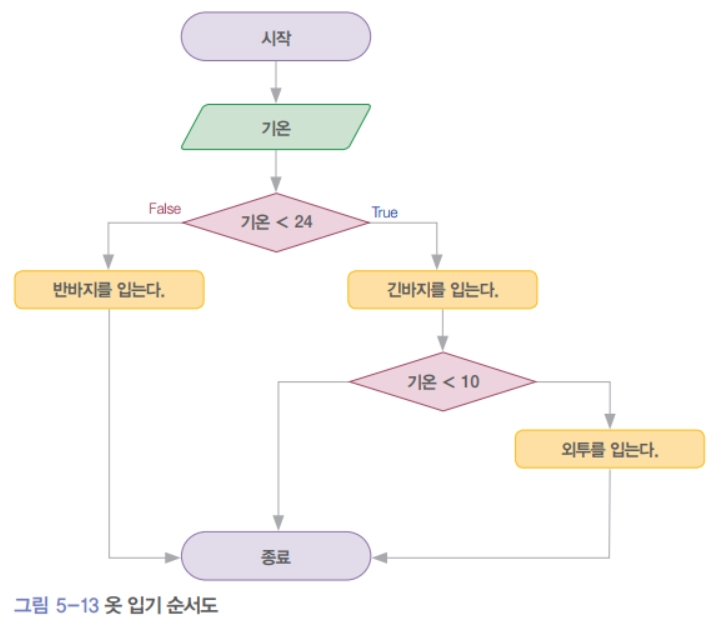 시작
기온
False
기온 < 24
True
반바지를 입는다.
긴바지를 입는다.
기온 < 10
외투를 입는다.
종료
그림 5-13 옷 입기 순서도